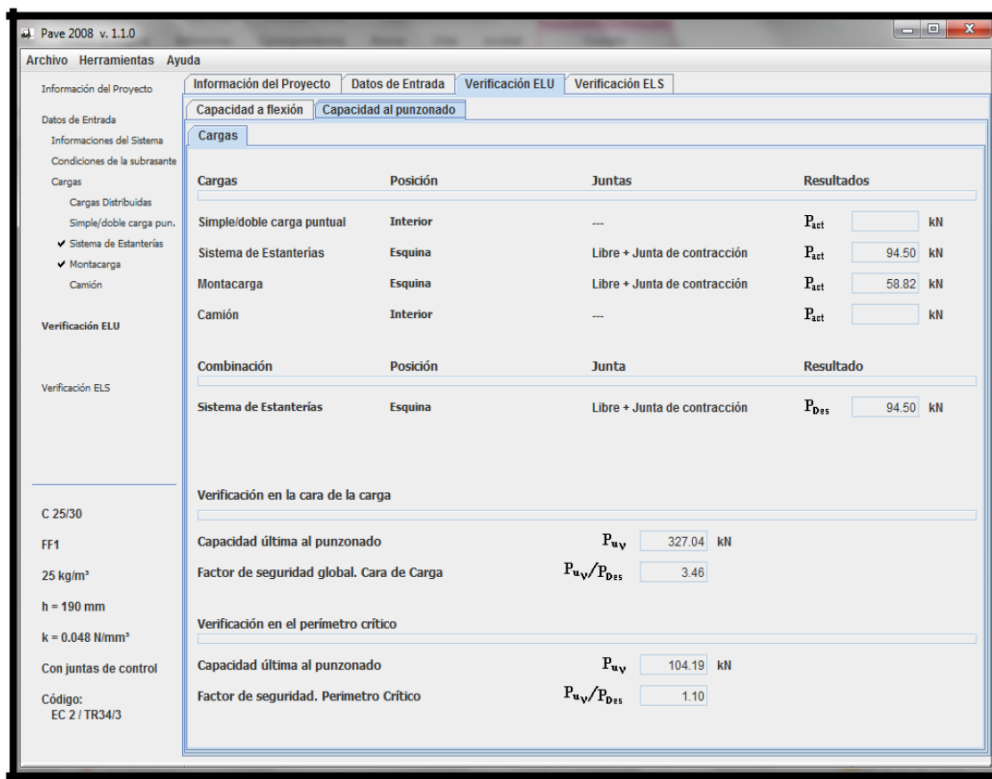 Pave 2008 v. 1.1.0
Archivo Herramientas Ayuda
Información del Proyecto
Datos de Entrada
Informaciones del Sistema
Condiciones de la subrasante
Cargas
Cargas Distribuidas
Simple/doble carga pun.
✔ Sistema de Estanterías
✔ Montacarga
Camión
Verificación ELU
Verificación ELS
C 25/30
FF1
25 kg/m³
h = 190 mm
k = 0.048 N/mm³
Con juntas de control
Código:
EC 2 / TR34/3
Información del Proyecto Datos de Entrada Verificación ELU Verificación ELS
Capacidad a flexión Capacidad al punzonado
Cargas
Cargas Posición Juntas Resultados
Simple/doble carga puntual Interior --- Pact kN
Sistema de Estanterías Esquina Libre + Junta de contracción Pact 94.50 kN
Montacarga Esquina Libre + Junta de contracción Pact 58.82 kN
Camión Interior --- Pact kN
Combinación Posición Junta Resultado
Sistema de Estanterías Esquina Libre + Junta de contracción PDes 94.50 kN
Verificación en la cara de la carga
Capacidad última al punzonado Puv 327.04 kN
Factor de seguridad global. Cara de Carga Puv/PDes 3.46
Verificación en el perímetro crítico
Capacidad última al punzonado Puv 104.19 kN
Factor de seguridad. Perimetro Crítico Puv/PDes 1.10